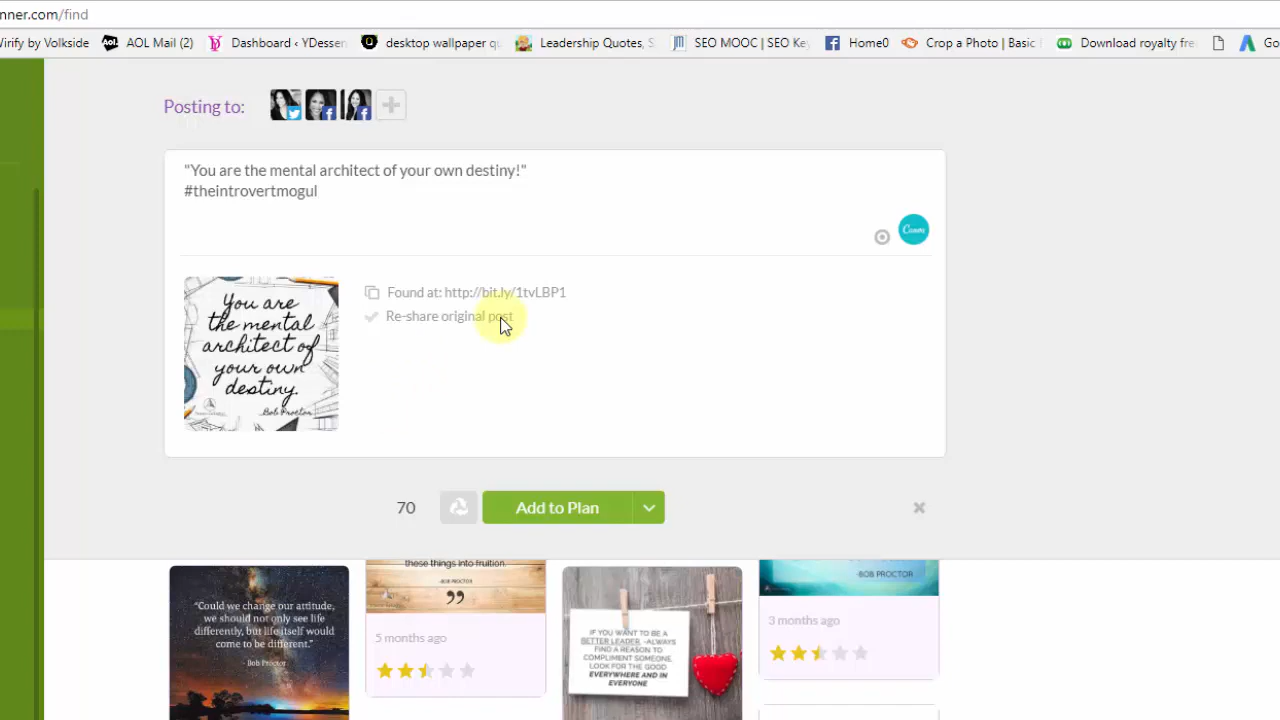 nner.com/find
Wirify by Volkside
AOL Mail (2)
Dashboard ‹ YDessen
desktop wallpaper qu
Leadership Quotes, S
SEO MOOC | SEO Key
Home0
Crop a Photo | Basic
Download royalty fre
Go
Posting to:
"You are the mental architect of your own destiny!"
#theintrovertmogul
Canva
You are
the mental
architect of
your own
destiny.
-Bob Proctor
Found at: http://bit.ly/1tvLBP1
Re-share original post
70
Add to Plan
these things into fruition.
-BOB PROCTOR
"
5 months ago
"Could we change our attitude,
we should not only see life
differently, but life itself would
come to be different."
- Bob Proctor
IF YOU WANT TO BE A
BETTER LEADER, -ALWAYS
FIND A REASON TO
COMPLIMENT SOMEONE,
LOOK FOR THE GOOD
EVERYWHERE AND IN
EVERYONE
-BOB PROCTOR
3 months ago